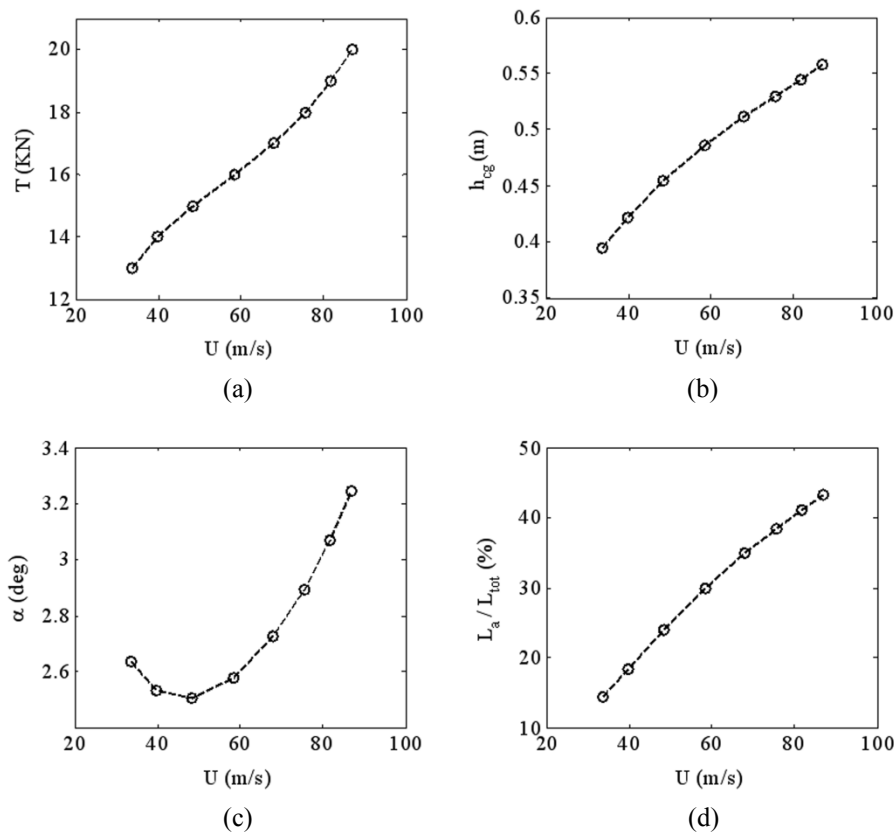 20
18
16
14
12
T (KN)
20 40 60 80 100
U (m/s)
(a)
0.6
0.55
0.5
0.45
0.4
0.35
h_cg (m)
20 40 60 80 100
U (m/s)
(b)
3.4
3.2
3
2.8
2.6
α (deg)
20 40 60 80 100
U (m/s)
(c)
50
40
30
20
10
L_a / L_tot (%)
20 40 60 80 100
U (m/s)
(d)